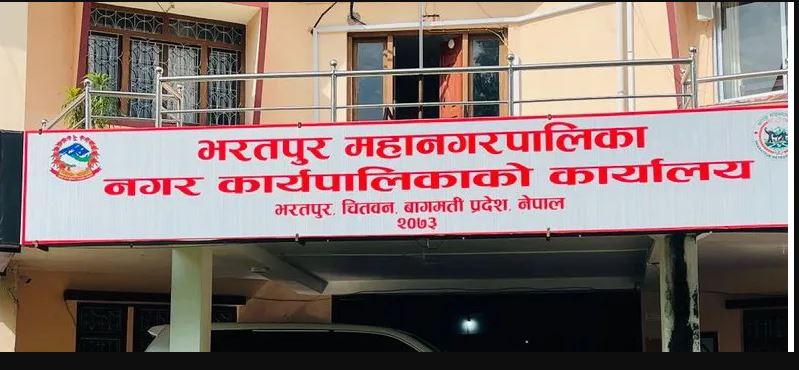 भरतपुर महानगरपालिका
नगर कार्यपालिकाको कार्यालय
भरतपुर, चितवन, बागमती प्रदेश, नेपाल
२०७३